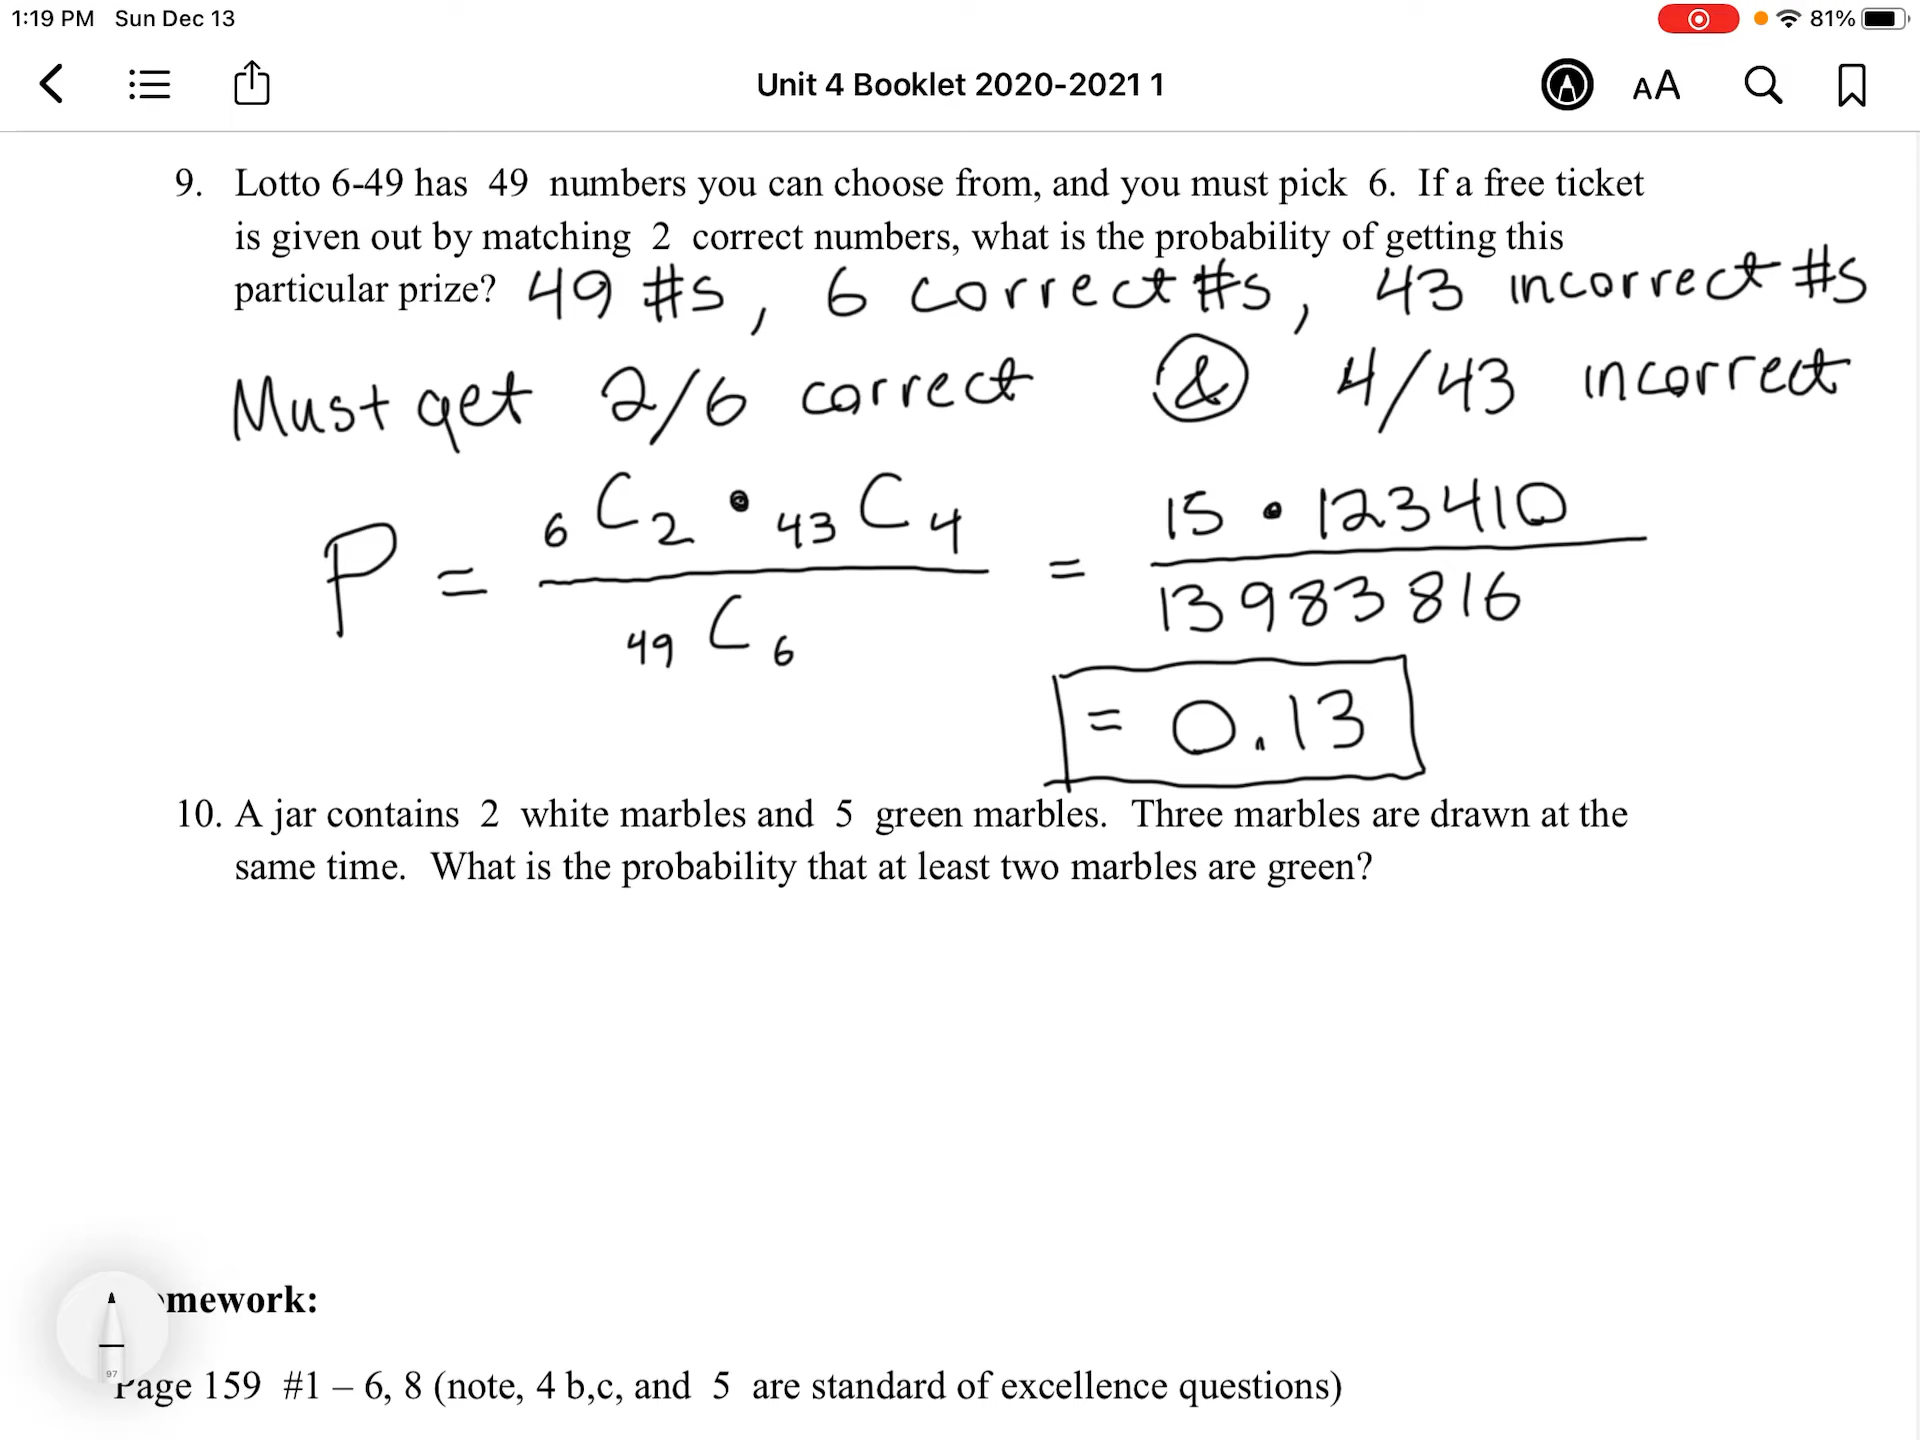 1:19 PM Sun Dec 13 81%
Unit 4 Booklet 2020-2021 1 AA
9. Lotto 6-49 has 49 numbers you can choose from, and you must pick 6. If a free ticket
is given out by matching 2 correct numbers, what is the probability of getting this
particular prize? 49 #s, 6 correct #s, 43 incorrect #s
Must get 2/6 correct & 4/43 incorrect
P = 6C2 • 43C4 / 49C6 = 15 • 123410 / 13983816
= 0.13
10. A jar contains 2 white marbles and 5 green marbles. Three marbles are drawn at the
same time. What is the probability that at least two marbles are green?
mework:
97
Page 159 #1 – 6, 8 (note, 4 b,c, and 5 are standard of excellence questions)